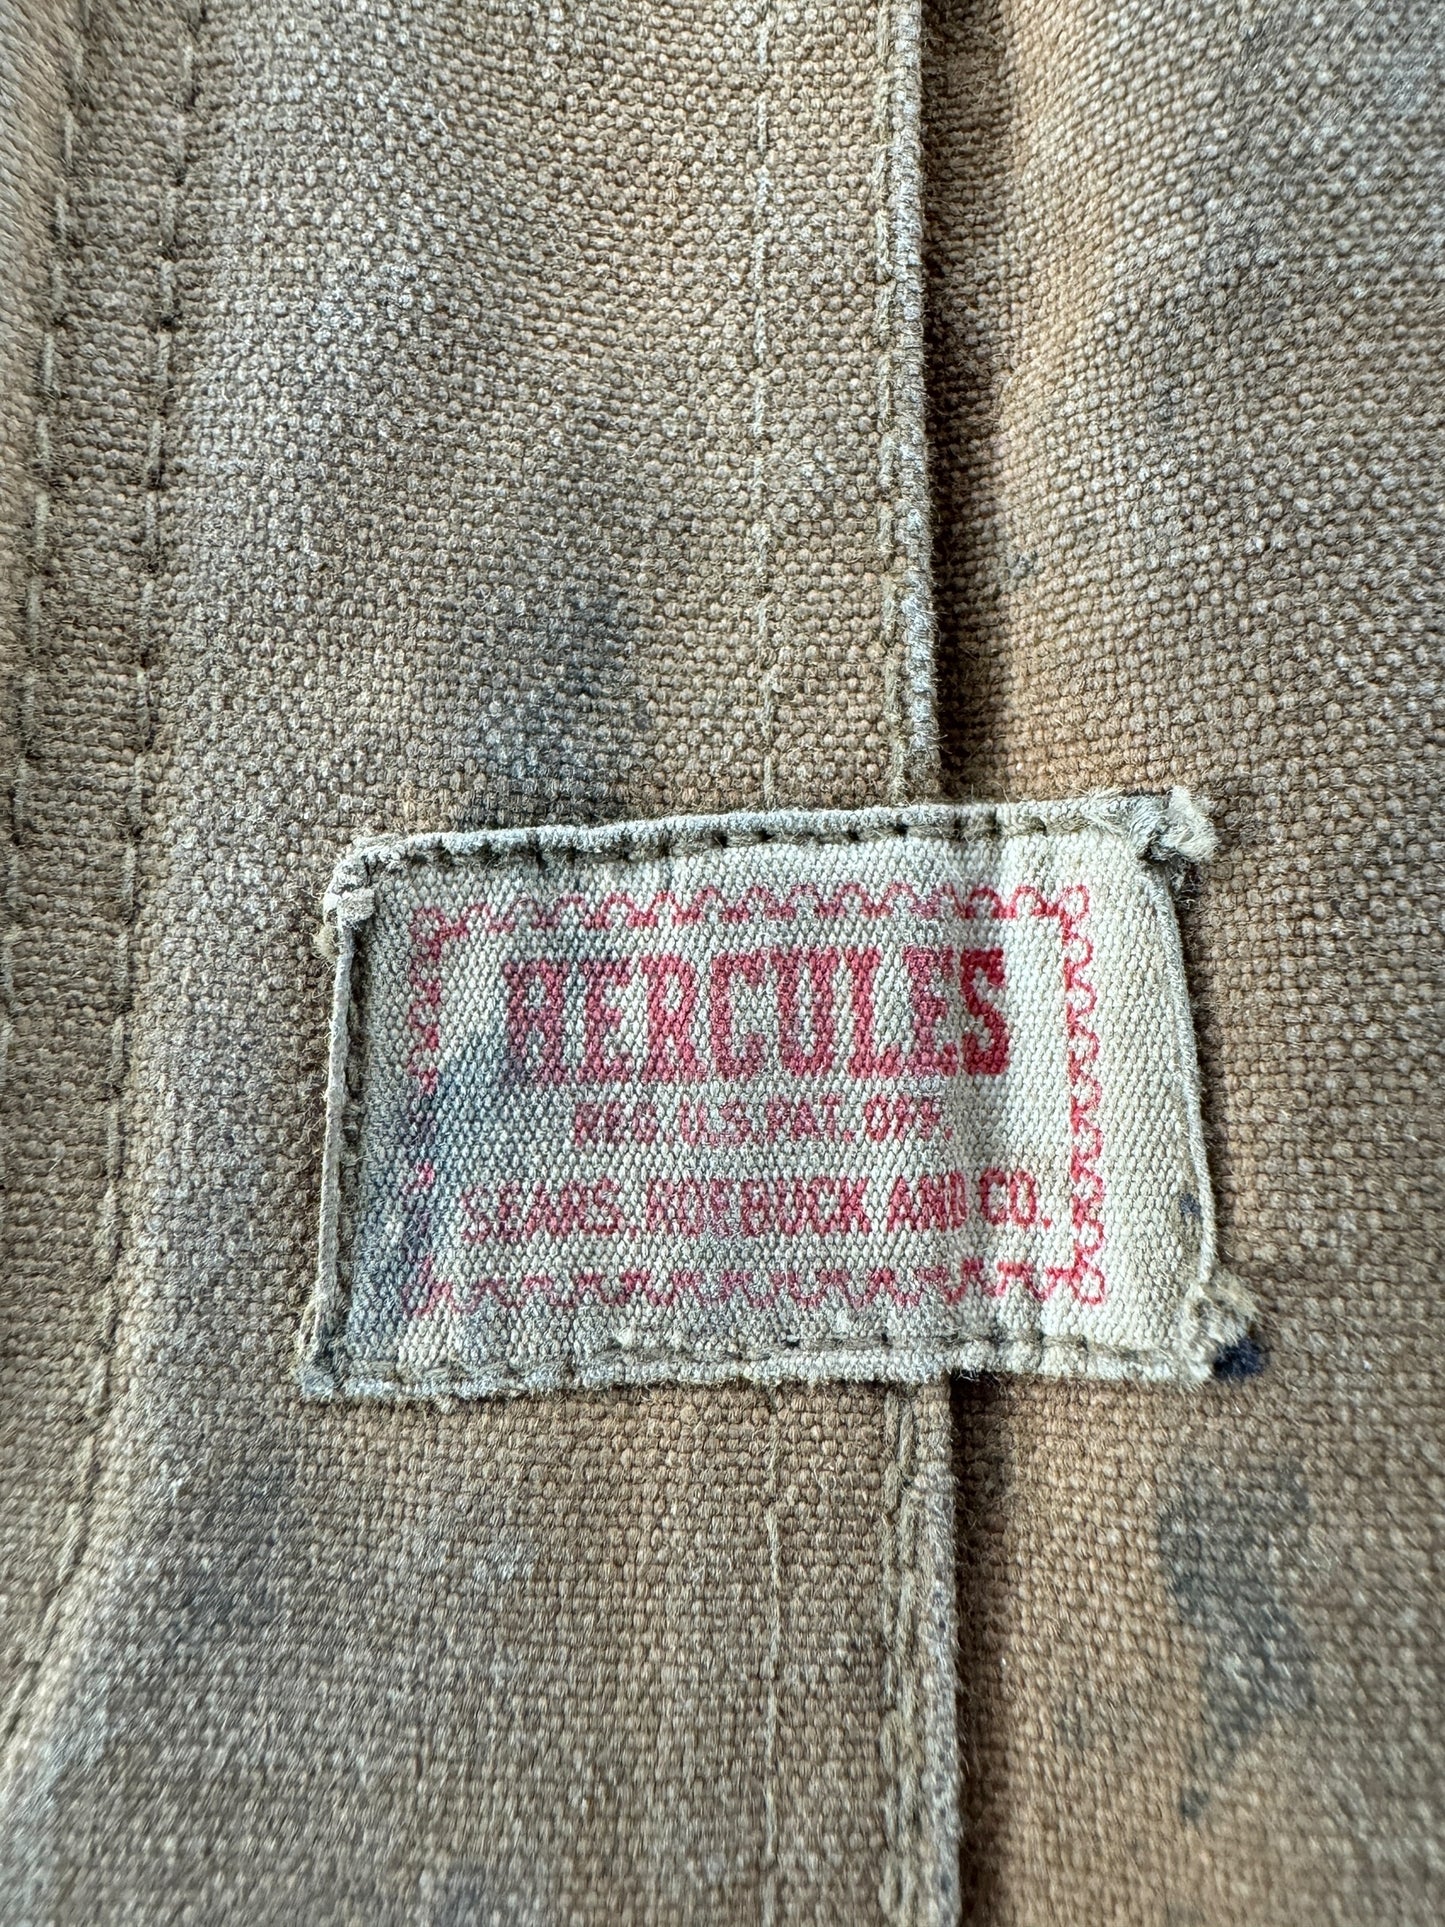 HERCULES
REG. U.S. PAT. OFF.
SEARS, ROEBUCK AND CO.